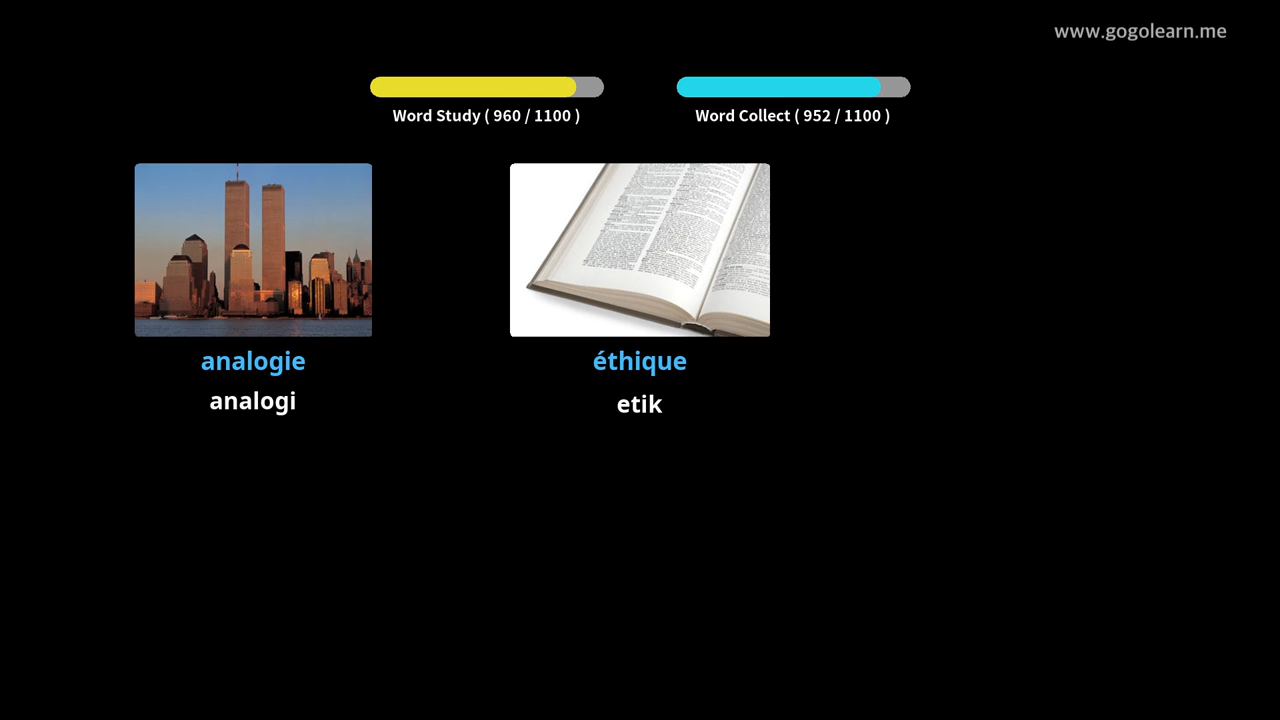 www.gogolearn.me
Word Study ( 960 / 1100 )
Word Collect ( 952 / 1100 )
analogie
analogi
éthique
etik